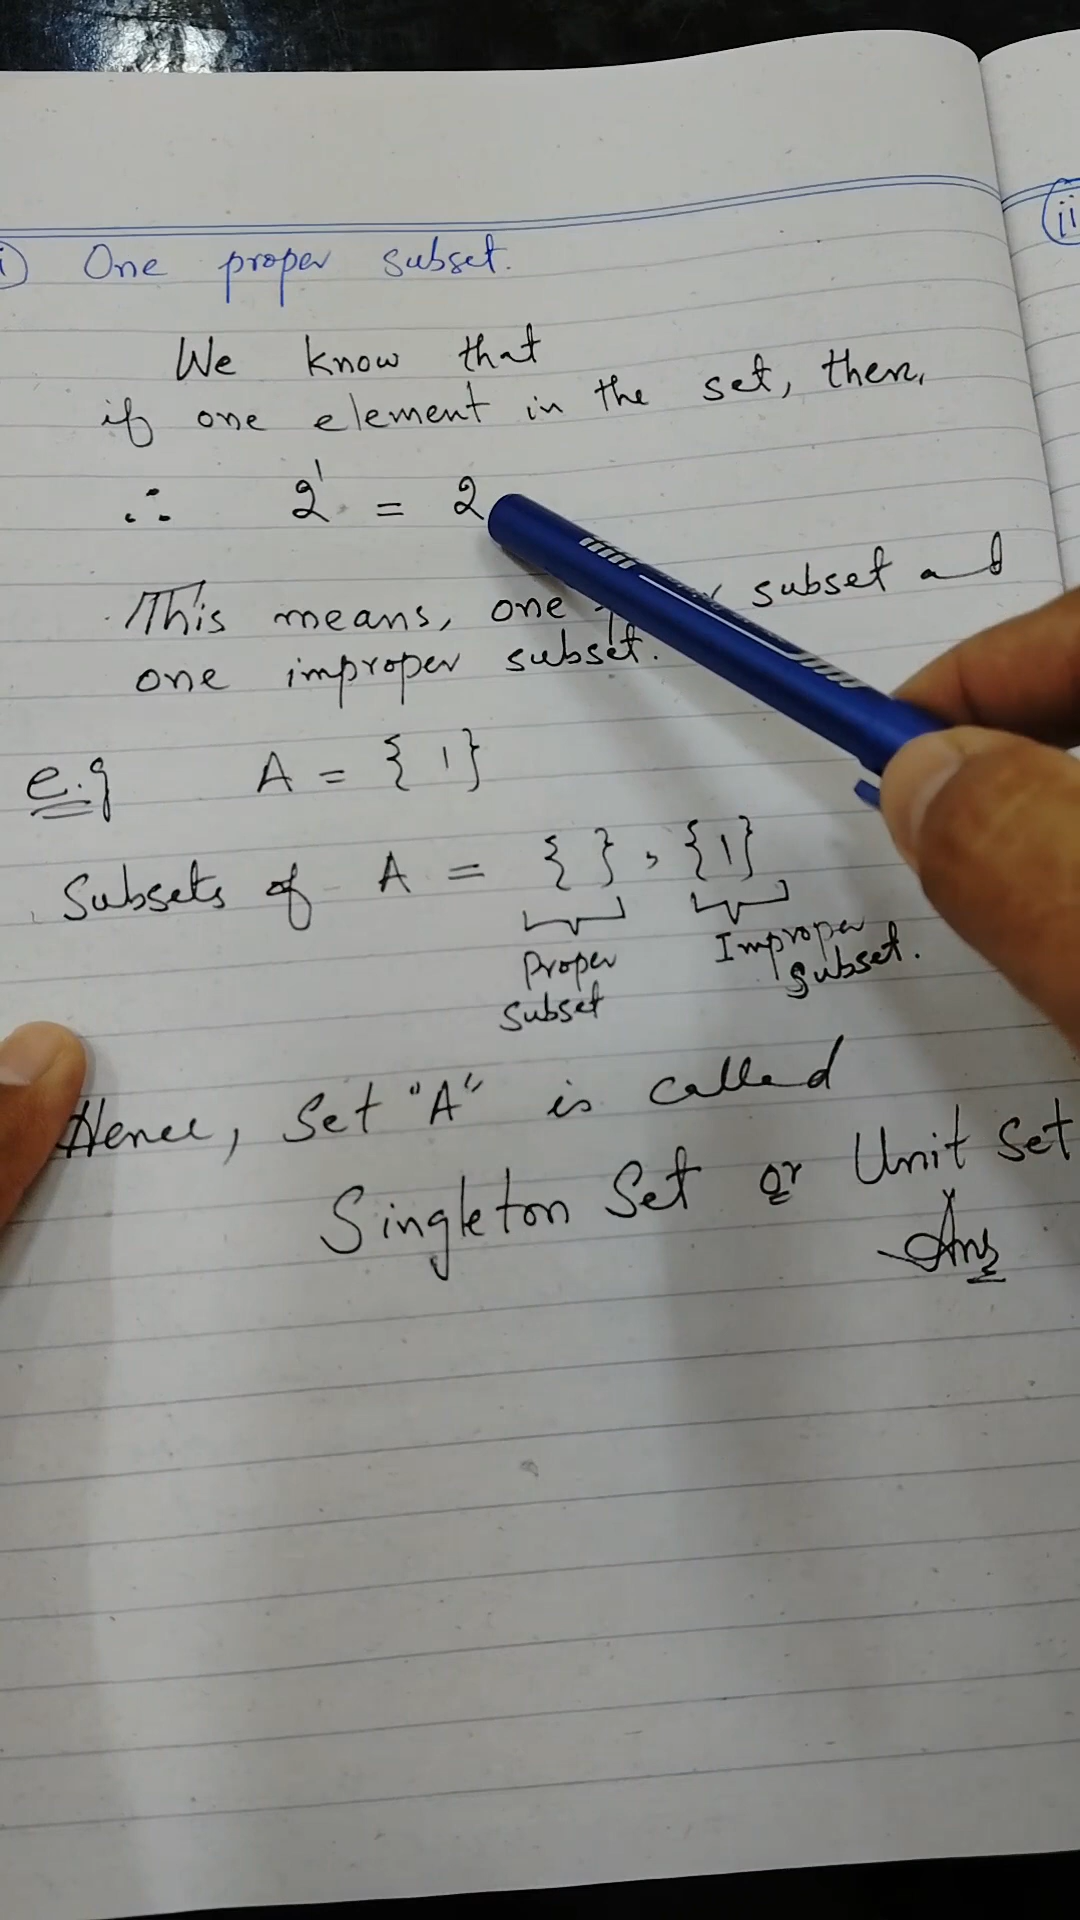 i) One proper subset.
ii
We know that
if one element in the set, then,
∴ 2¹ = 2
This means, one subset and
one improper subset.
e.g A = { 1 }
Subsets of A = { } , {1}
Proper subset
Improper subset.
Hence, Set "A" is called
Singleton Set or Unit Set
Ans